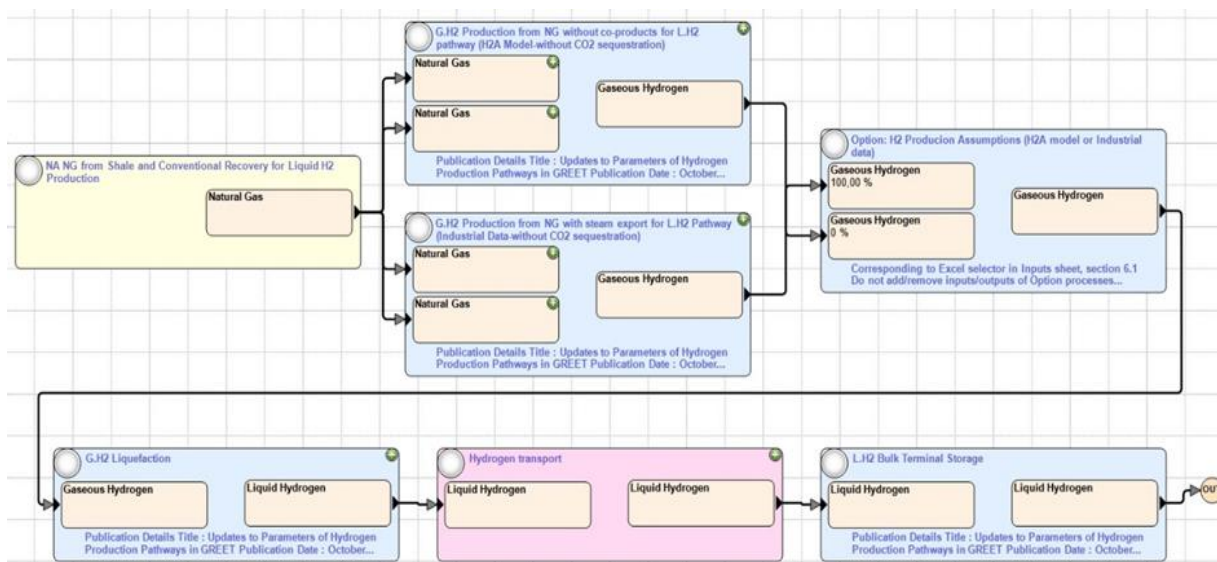 G.H2 Production from NG without co-products for L.H2
pathway (H2A Model-without CO2 sequestration)
Natural Gas
Natural Gas
Gaseous Hydrogen
Publication Details Title : Updates to Parameters of Hydrogen
Production Pathways in GREET Publication Date : October...
NA NG from Shale and Conventional Recovery for Liquid H2
Production
Natural Gas
G.H2 Production from NG with steam export for L.H2 Pathway
(Industrial Data-without CO2 sequestration)
Natural Gas
Natural Gas
Gaseous Hydrogen
Publication Details Title : Updates to Parameters of Hydrogen
Production Pathways in GREET Publication Date : October...
Option: H2 Producion Assumptions (H2A model or Industrial
data)
Gaseous Hydrogen
100,00 %
Gaseous Hydrogen
0 %
Gaseous Hydrogen
Corresponding to Excel selector in Inputs sheet, section 6.1
Do not add/remove inputs/outputs of Option processes...
G.H2 Liquefaction
Gaseous Hydrogen
Liquid Hydrogen
Publication Details Title : Updates to Parameters of Hydrogen
Production Pathways in GREET Publication Date : October...
Hydrogen transport
Liquid Hydrogen
Liquid Hydrogen
L.H2 Bulk Terminal Storage
Liquid Hydrogen
Liquid Hydrogen
Publication Details Title : Updates to Parameters of Hydrogen
Production Pathways in GREET Publication Date : October...